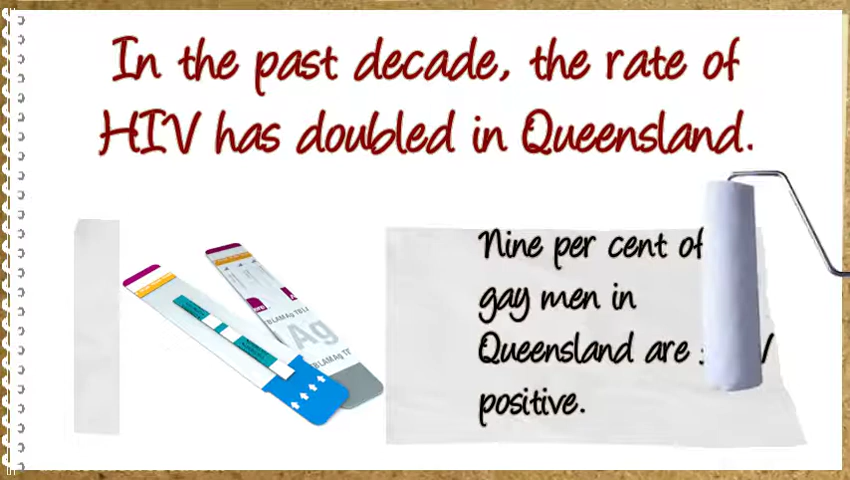 In the past decade, the rate of
HIV has doubled in Queensland.
Nine per cent of
gay men in
Queensland are
positive.
Ag